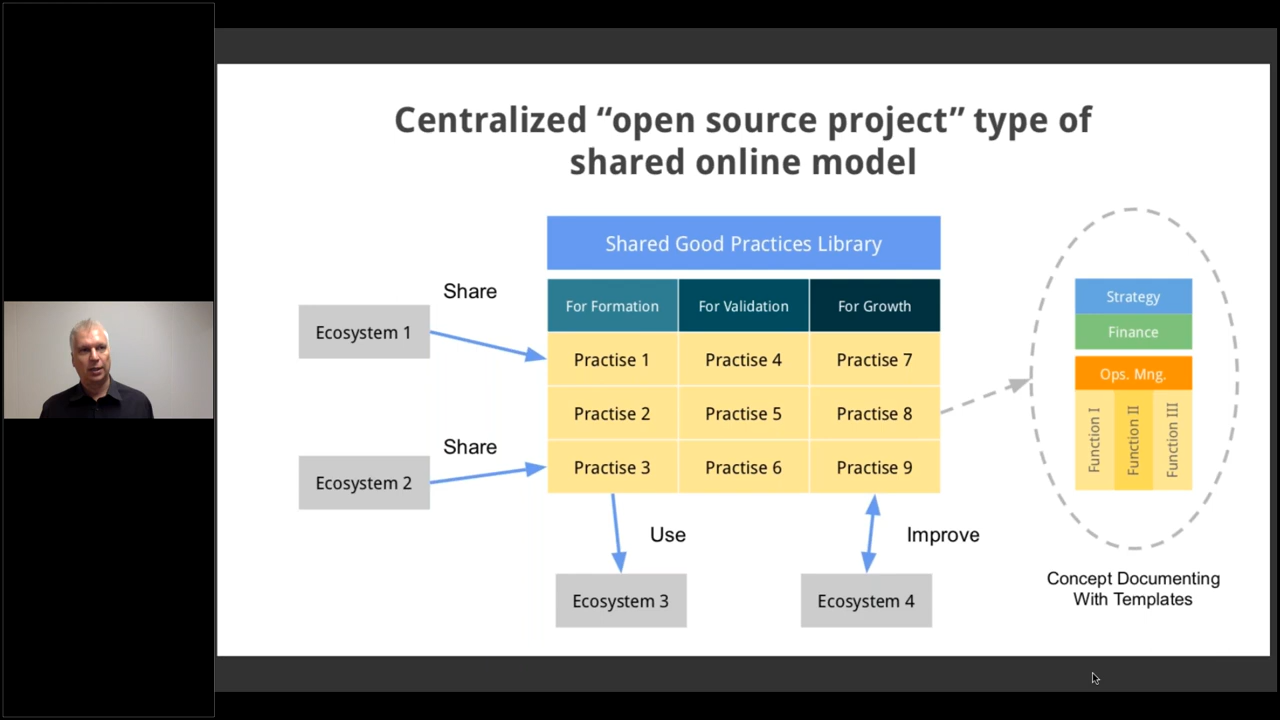 Centralized “open source project” type of
shared online model
Shared Good Practices Library
For Formation
For Validation
For Growth
Practise 1
Practise 4
Practise 7
Practise 2
Practise 5
Practise 8
Practise 3
Practise 6
Practise 9
Share
Ecosystem 1
Share
Ecosystem 2
Use
Improve
Ecosystem 3
Ecosystem 4
Strategy
Finance
Ops. Mng.
Function I
Function II
Function III
Concept Documenting
With Templates